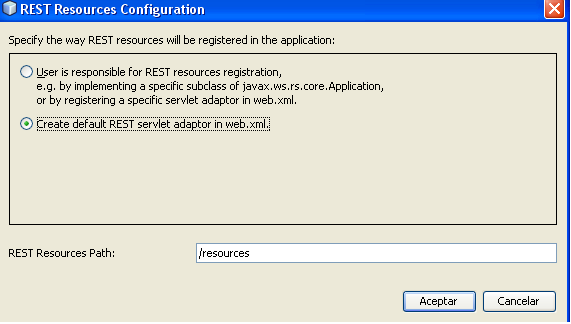 REST Resources Configuration
Specify the way REST resources will be registered in the application:
User is responsible for REST resources registration,
e.g. by implementing a specific subclass of javax.ws.rs.core.Application,
or by registering a specific servlet adaptor in web.xml.
Create default REST servlet adaptor in web.xml.
REST Resources Path: /resources
Aceptar Cancelar